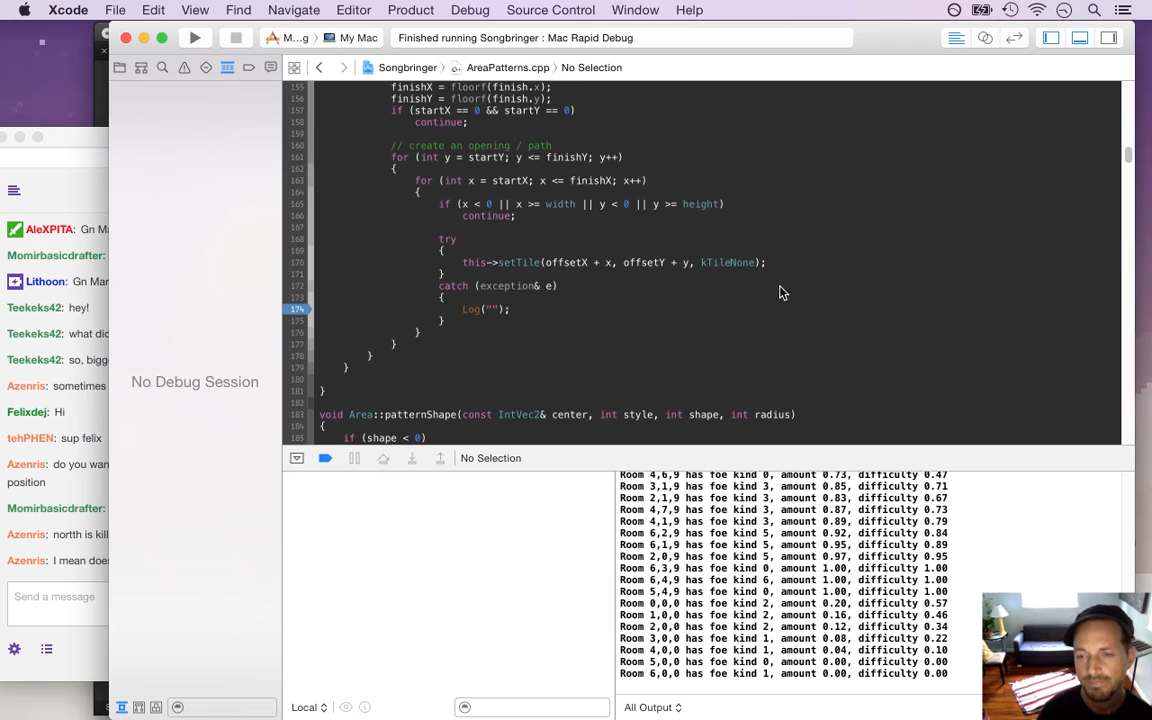 Xcode File Edit View Find Navigate Editor Product Debug Source Control Window Help
M...g My Mac Finished running Songbringer : Mac Rapid Debug
Songbringer AreaPatterns.cpp No Selection
155 finishX = floorf(finish.x);
156 finishY = floorf(finish.y);
157 if (startX == 0 && startY == 0)
158 continue;
159
160 // create an opening / path
161 for (int y = startY; y <= finishY; y++)
162 {
163 for (int x = startX; x <= finishX; x++)
164 {
165 if (x < 0 || x >= width || y < 0 || y >= height)
166 continue;
167
168 try
169 {
170 this->setTile(offsetX + x, offsetY + y, kTileNone);
171 }
172 catch (exception& e)
173 {
174 Log("");
175 }
176 }
177 }
178 }
179 }
180
181 }
182
183 void Area::patternShape(const IntVec2& center, int style, int shape, int radius)
184 {
185 if (shape < 0)
AleXPITA: Gn Ma
Momirbasicdrafter:
Lithoon: Gn Mar
Teekeks42: hey!
Teekeks42: what did
Teekeks42: so, bigg
Azenris: sometimes
Felixdej: Hi
tehPHEN: sup felix
Azenris: do you wan
position
Momirbasicdrafter:
Azenris: nortth is kill
Azenris: I mean does
Send a message
No Debug Session
No Selection
Room 4,6,9 has foe kind 0, amount 0.73, difficulty 0.47
Room 3,1,9 has foe kind 3, amount 0.85, difficulty 0.71
Room 2,1,9 has foe kind 3, amount 0.83, difficulty 0.67
Room 4,7,9 has foe kind 3, amount 0.87, difficulty 0.73
Room 4,1,9 has foe kind 3, amount 0.89, difficulty 0.79
Room 6,2,9 has foe kind 5, amount 0.92, difficulty 0.84
Room 6,1,9 has foe kind 5, amount 0.95, difficulty 0.89
Room 2,0,9 has foe kind 5, amount 0.97, difficulty 0.95
Room 6,3,9 has foe kind 0, amount 1.00, difficulty 1.00
Room 6,4,9 has foe kind 6, amount 1.00, difficulty 1.00
Room 5,4,9 has foe kind 0, amount 1.00, difficulty 1.00
Room 0,0,0 has foe kind 2, amount 0.20, difficulty 0.57
Room 1,0,0 has foe kind 2, amount 0.16, difficulty 0.46
Room 2,0,0 has foe kind 2, amount 0.12, difficulty 0.34
Room 3,0,0 has foe kind 1, amount 0.08, difficulty 0.22
Room 4,0,0 has foe kind 1, amount 0.04, difficulty 0.10
Room 5,0,0 has foe kind 0, amount 0.00, difficulty 0.00
Room 6,0,0 has foe kind 1, amount 0.00, difficulty 0.00
Local
All Output